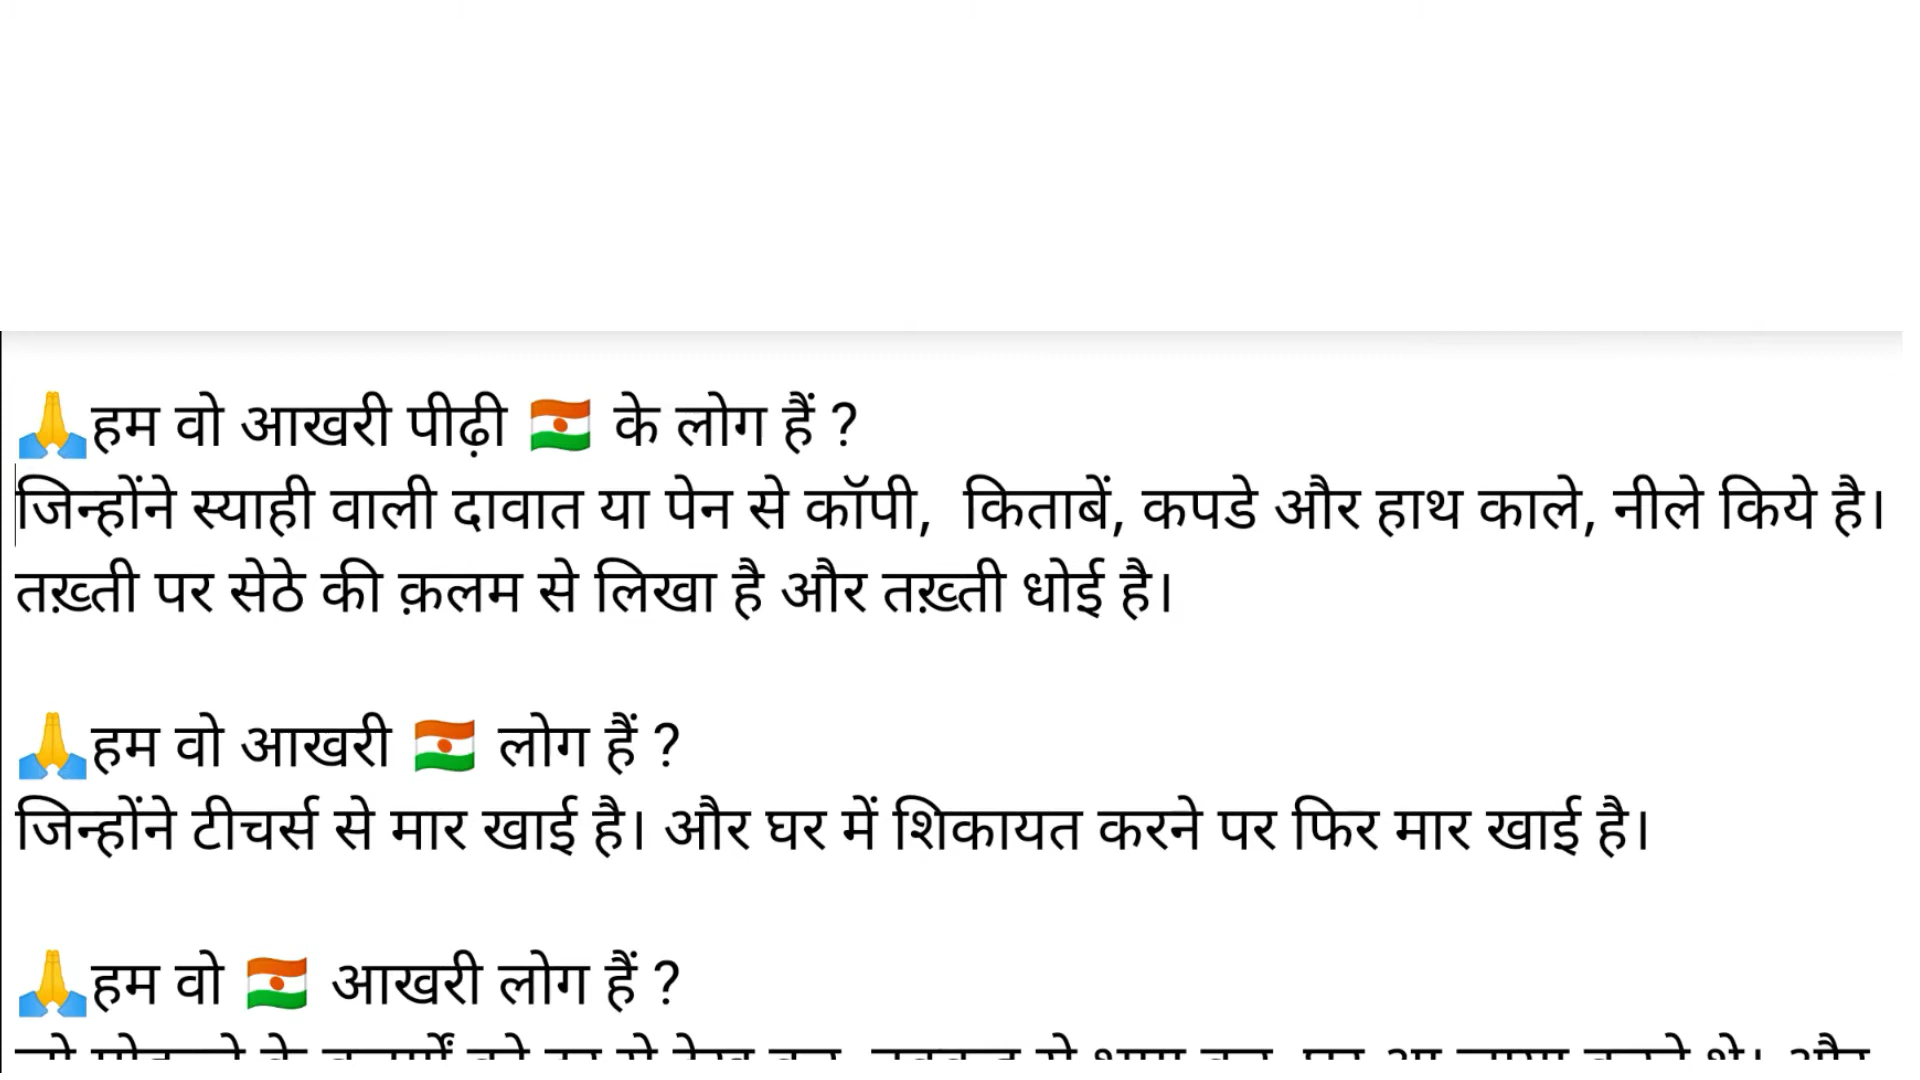 🙏हम वो आखरी पीढ़ी 🇳🇪 के लोग हैं ?
जिन्होंने स्याही वाली दावात या पेन से कॉपी,  किताबें, कपडे और हाथ काले, नीले किये है।
तख़्ती पर सेठे की क़लम से लिखा है और तख़्ती धोई है।
🙏हम वो आखरी 🇳🇪 लोग हैं ?
जिन्होंने टीचर्स से मार खाई है। और घर में शिकायत करने पर फिर मार खाई है।
🙏हम वो 🇳🇪 आखरी लोग हैं ?